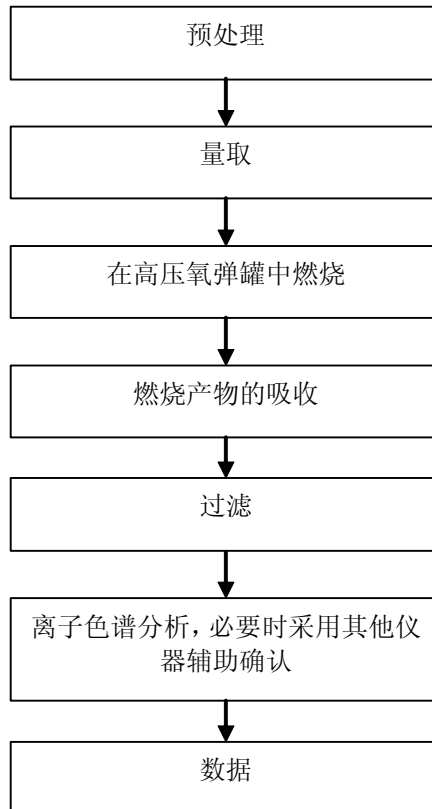 预处理
量取
在高压氧弹罐中燃烧
燃烧产物的吸收
过滤
离子色谱分析，必要时采用其他仪
器辅助确认
数据